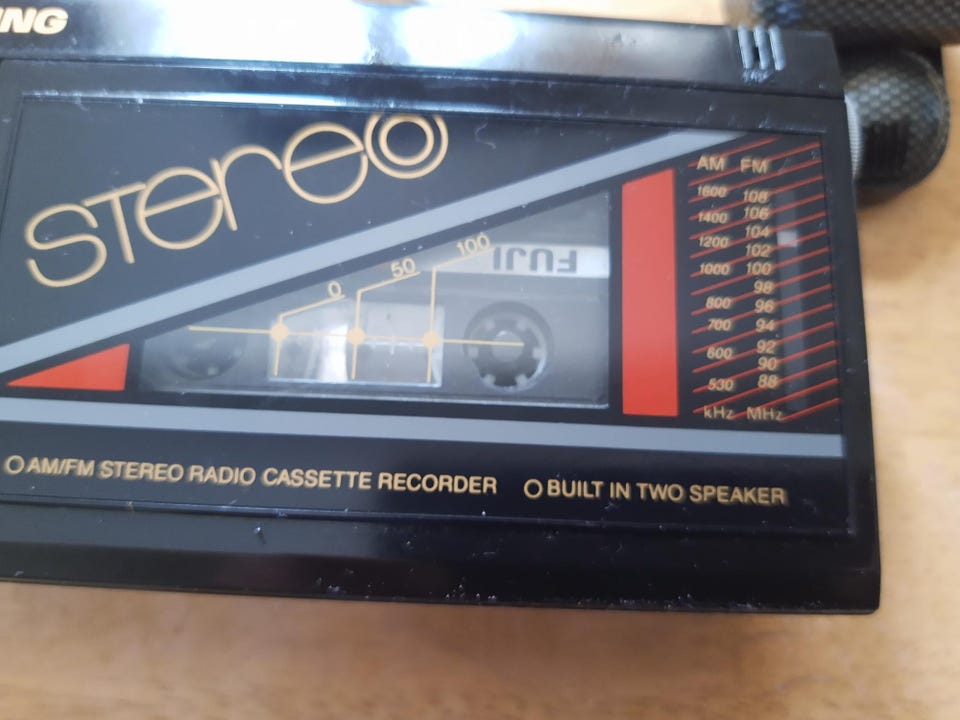 ING
stereo
AM FM
1600 108
1400 106
1200 104
102
1000 100
98
800 96
700 94
600 92
90
530 88
kHz MHz
0 50 100
FUJI
AM/FM STEREO RADIO CASSETTE RECORDER
BUILT IN TWO SPEAKER